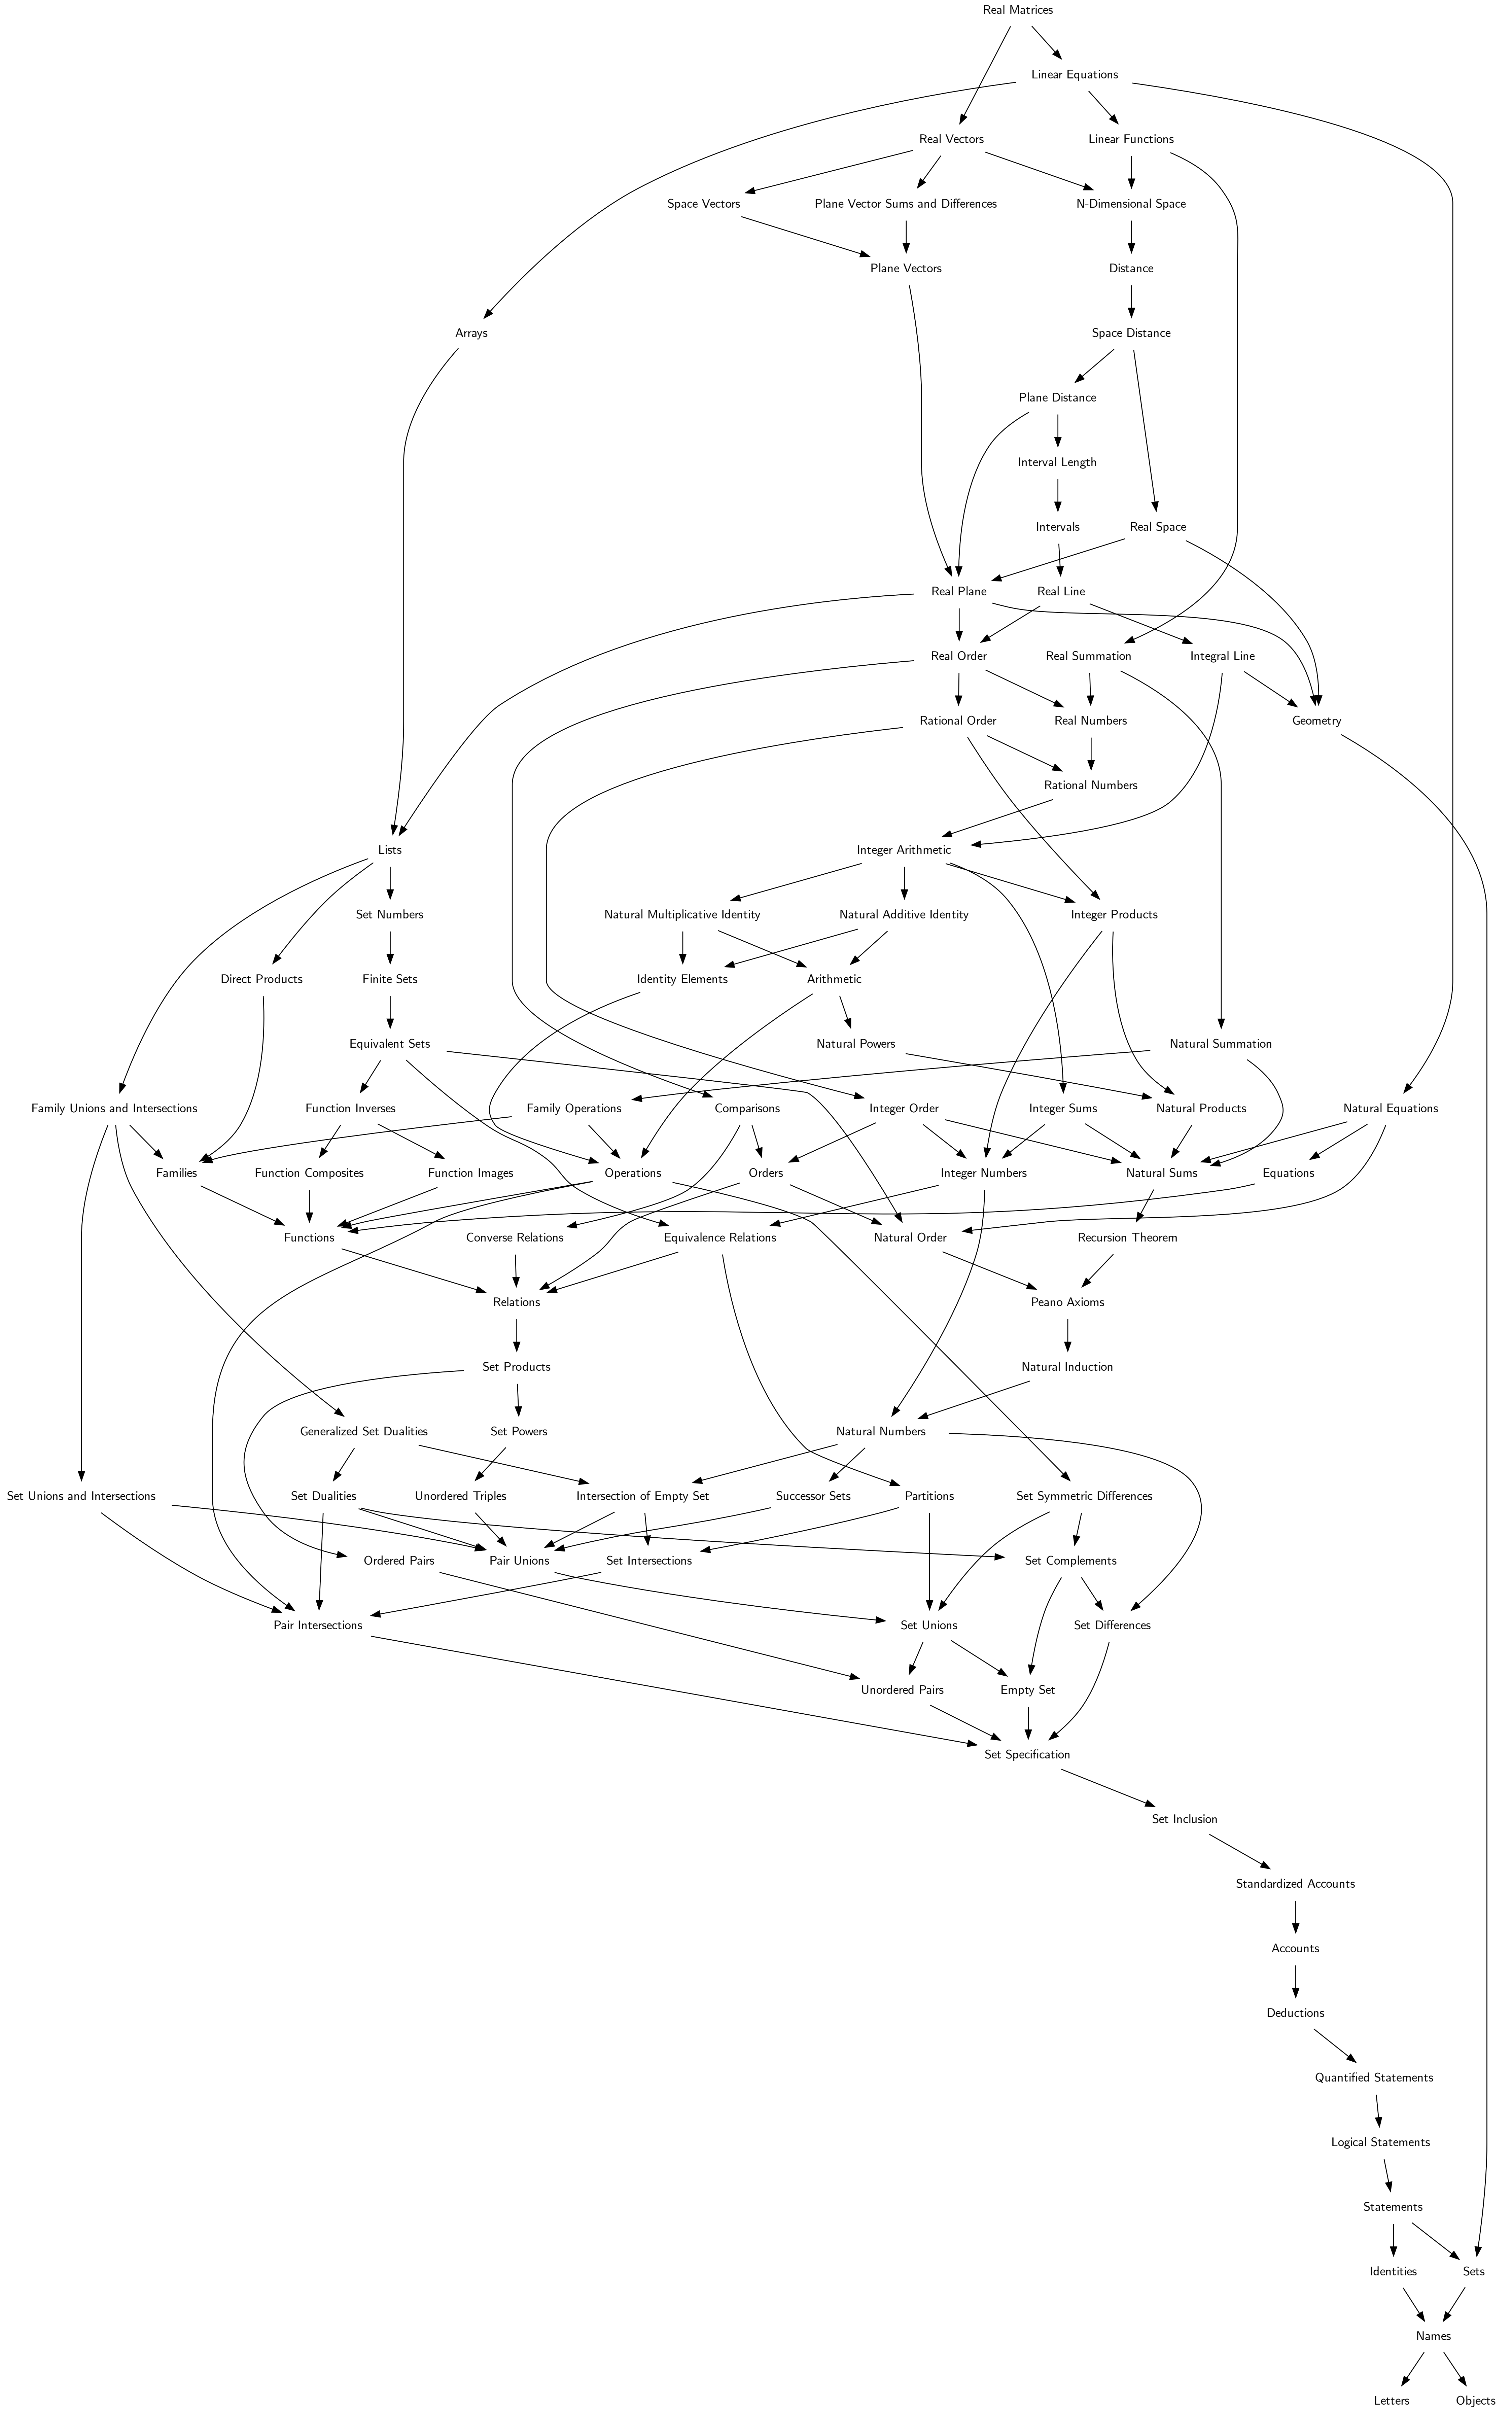 Real Matrices
Linear Equations
Real Vectors
Linear Functions
Space Vectors
Plane Vector Sums and Differences
N-Dimensional Space
Plane Vectors
Distance
Arrays
Space Distance
Plane Distance
Interval Length
Intervals
Real Space
Real Plane
Real Line
Real Order
Real Summation
Integral Line
Rational Order
Real Numbers
Geometry
Rational Numbers
Lists
Integer Arithmetic
Set Numbers
Natural Multiplicative Identity
Natural Additive Identity
Integer Products
Direct Products
Finite Sets
Identity Elements
Arithmetic
Equivalent Sets
Natural Powers
Natural Summation
Family Unions and Intersections
Function Inverses
Family Operations
Comparisons
Integer Order
Integer Sums
Natural Products
Natural Equations
Families
Function Composites
Function Images
Operations
Orders
Integer Numbers
Natural Sums
Equations
Functions
Converse Relations
Equivalence Relations
Natural Order
Recursion Theorem
Relations
Peano Axioms
Set Products
Natural Induction
Generalized Set Dualities
Set Powers
Natural Numbers
Set Unions and Intersections
Set Dualities
Unordered Triples
Intersection of Empty Set
Successor Sets
Partitions
Set Symmetric Differences
Ordered Pairs
Pair Unions
Set Intersections
Set Complements
Pair Intersections
Set Unions
Set Differences
Unordered Pairs
Empty Set
Set Specification
Set Inclusion
Standardized Accounts
Accounts
Deductions
Quantified Statements
Logical Statements
Statements
Identities
Sets
Names
Letters
Objects